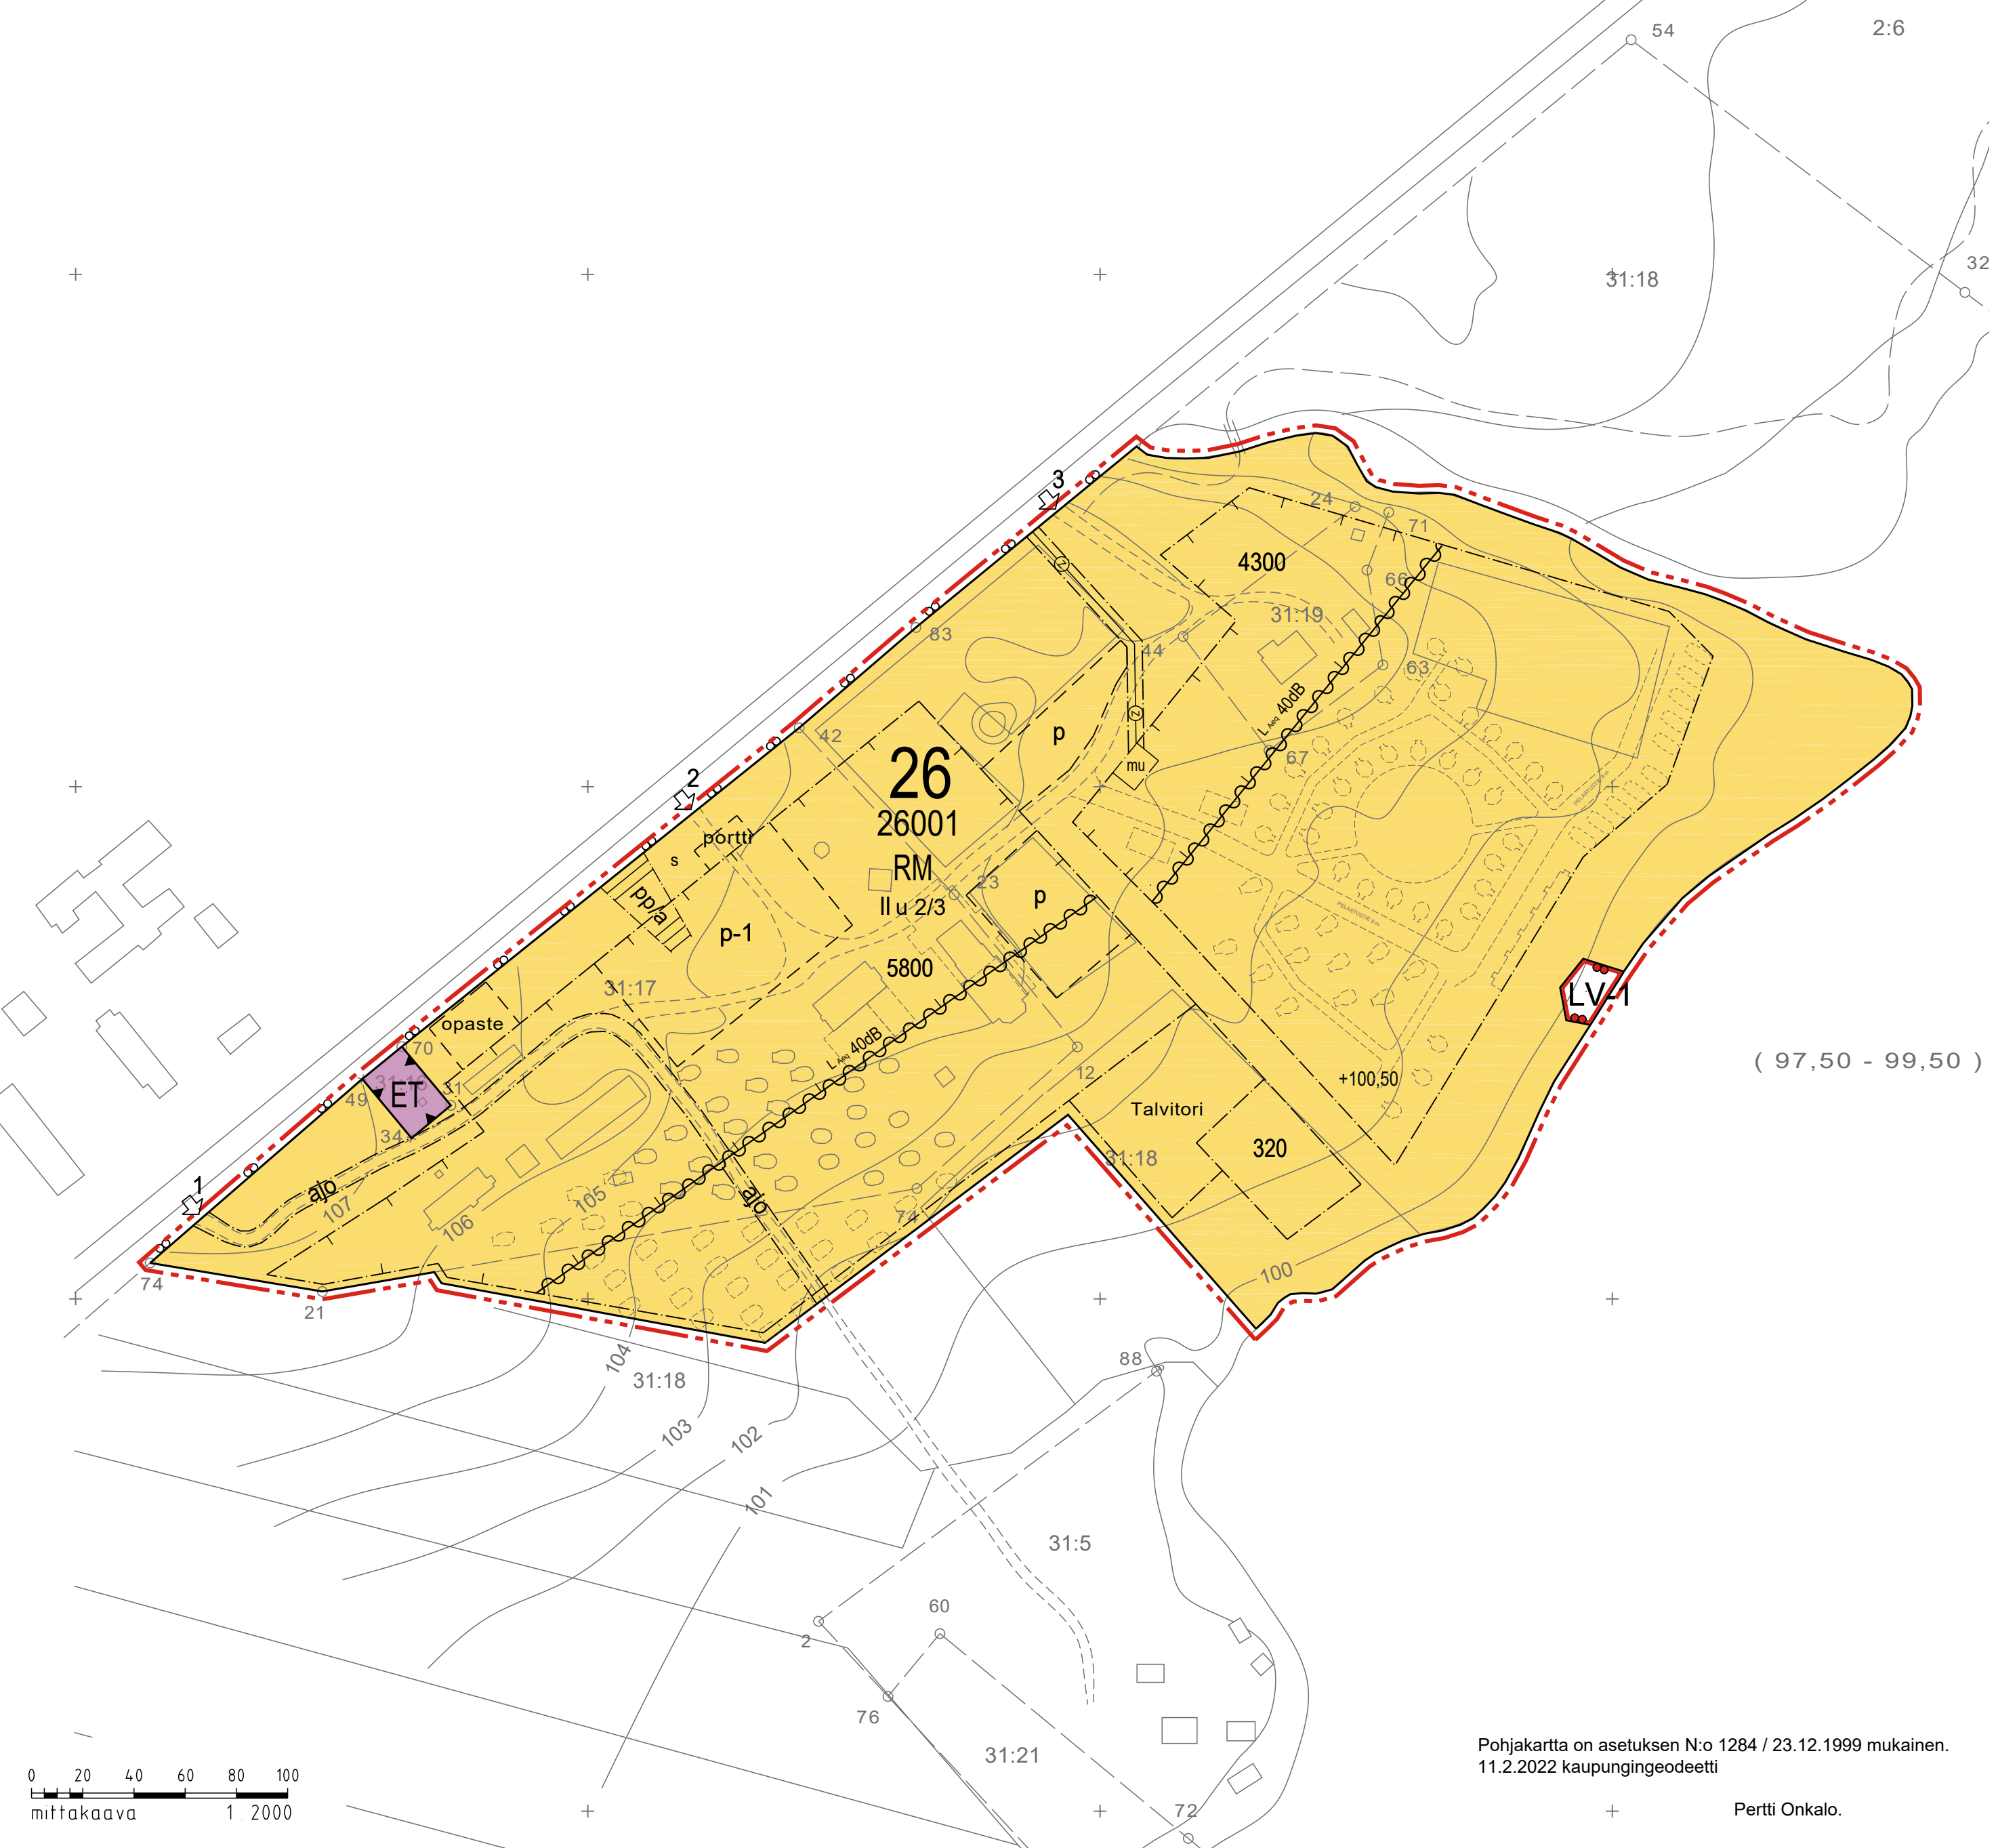 54
2:6
32
31:18
3
24
71
4300
66
31:19
83
44
63
L Aeq 40dB
42
p
67
mu
26
2
26001
portti
s
RM
23
pp/a
II u 2/3
p
p-1
5800
PELASTUSTIE 8 m
PELASTUSTIE 8 m
31:17
LV-1
opaste
70
L Aeq 40dB
( 97,50 - 99,50 )
31
49
ET
12
+100,50
Talvitori
34
320
31:18
1
ajo
107
106
105
ajo
74
100
74
21
104
31:18
88
103
102
101
31:5
60
2
76
31:21
72
Pohjakartta on asetuksen N:o 1284 / 23.12.1999 mukainen.
11.2.2022 kaupungingeodeetti
Pertti Onkalo.
0 20 40 60 80 100
mittakaava 1 : 2000